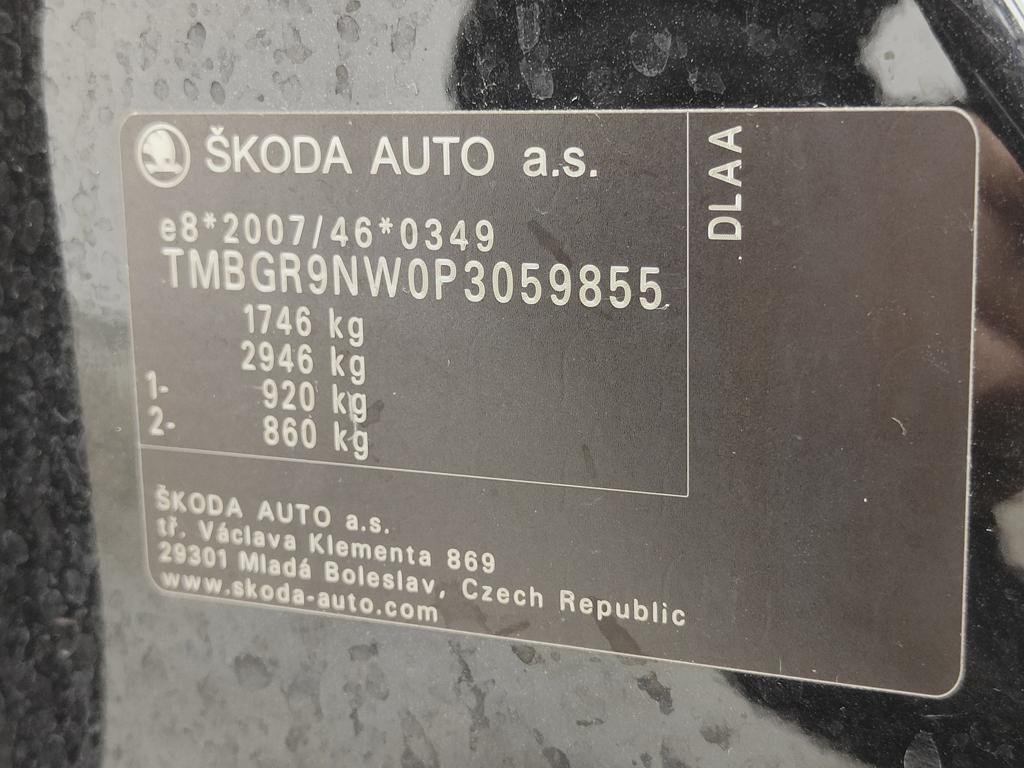 ŠKODA AUTO a.s.
DLAA
e8*2007/46*0349
TMBGR9NW0P3059855
1746 kg
2946 kg
1- 920 kg
2- 860 kg
ŠKODA AUTO a.s.
tř. Václava Klementa 869
29301 Mladá Boleslav, Czech Republic
www.skoda-auto.com